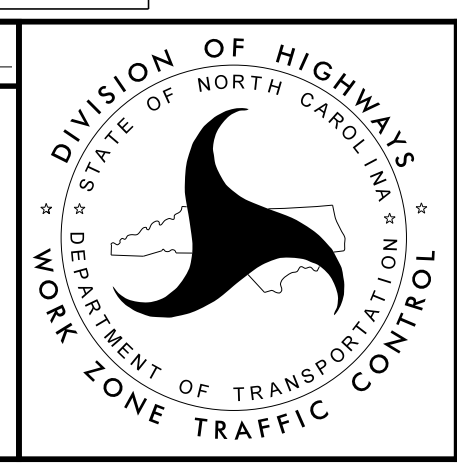 DIVISION OF HIGHWAYS
STATE OF NORTH CAROLINA
DEPARTMENT OF TRANSPORTATION
WORK ZONE TRAFFIC CONTROL